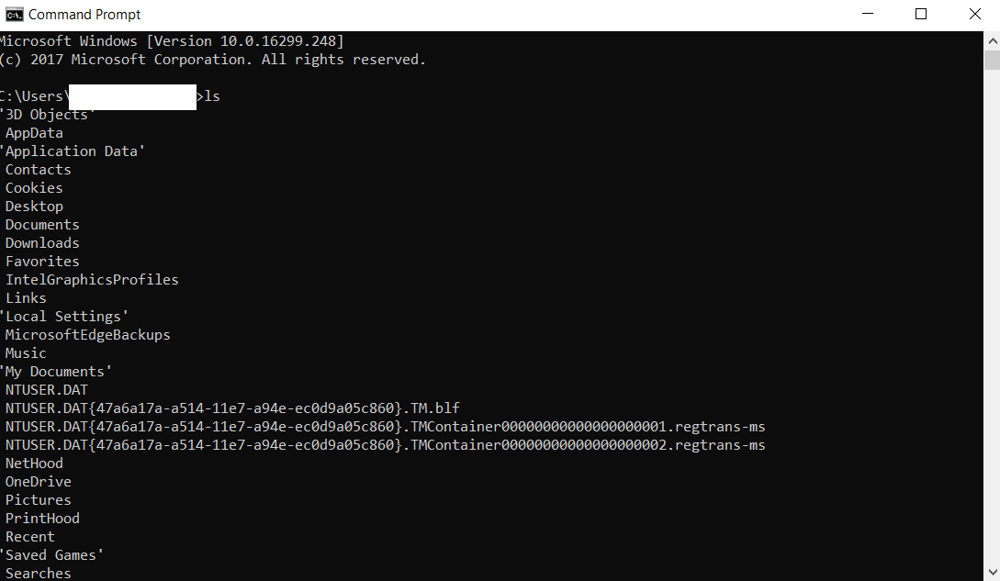 Command Prompt
Microsoft Windows [Version 10.0.16299.248]
(c) 2017 Microsoft Corporation. All rights reserved.
C:\Users\ >ls
'3D Objects'
AppData
'Application Data'
Contacts
Cookies
Desktop
Documents
Downloads
Favorites
IntelGraphicsProfiles
Links
'Local Settings'
MicrosoftEdgeBackups
Music
'My Documents'
NTUSER.DAT
NTUSER.DAT{47a6a17a-a514-11e7-a94e-ec0d9a05c860}.TM.blf
NTUSER.DAT{47a6a17a-a514-11e7-a94e-ec0d9a05c860}.TMContainer00000000000000000001.regtrans-ms
NTUSER.DAT{47a6a17a-a514-11e7-a94e-ec0d9a05c860}.TMContainer00000000000000000002.regtrans-ms
NetHood
OneDrive
Pictures
PrintHood
Recent
'Saved Games'
Searches